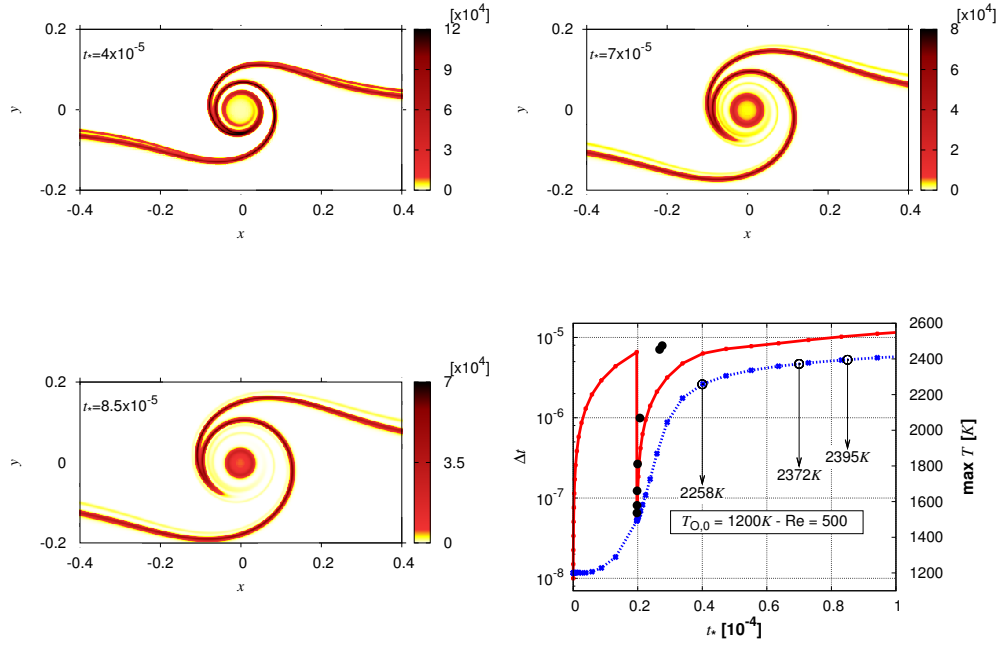 [x10⁴]
0.2
0
-0.2
y
t⋆=4x10⁻⁵
12
9
6
3
0
-0.4
-0.2
0
0.2
0.4
x
[x10⁴]
0.2
0
-0.2
y
t⋆=7x10⁻⁵
8
6
4
2
0
-0.4
-0.2
0
0.2
0.4
x
[x10⁴]
0.2
0
-0.2
y
t⋆=8.5x10⁻⁵
7
3.5
0
-0.4
-0.2
0
0.2
0.4
x
10⁻⁵
10⁻⁶
10⁻⁷
10⁻⁸
Δt
2258K
2372K
2395K
T_O,0 = 1200K - Re = 500
2600
2400
2200
2000
1800
1600
1400
1200
max T [K]
0
0.2
0.4
0.6
0.8
1
t⋆ [10⁻⁴]